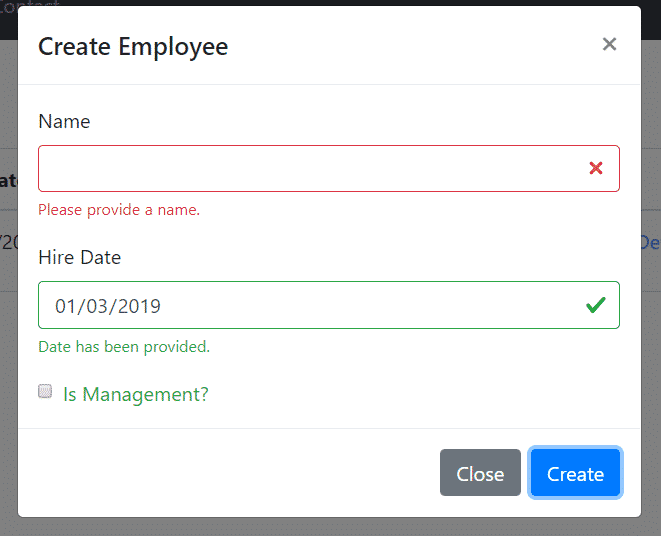 Contact
Create Employee
Name
Please provide a name.
Hire Date
01/03/2019
Date has been provided.
Is Management?
Close
Create